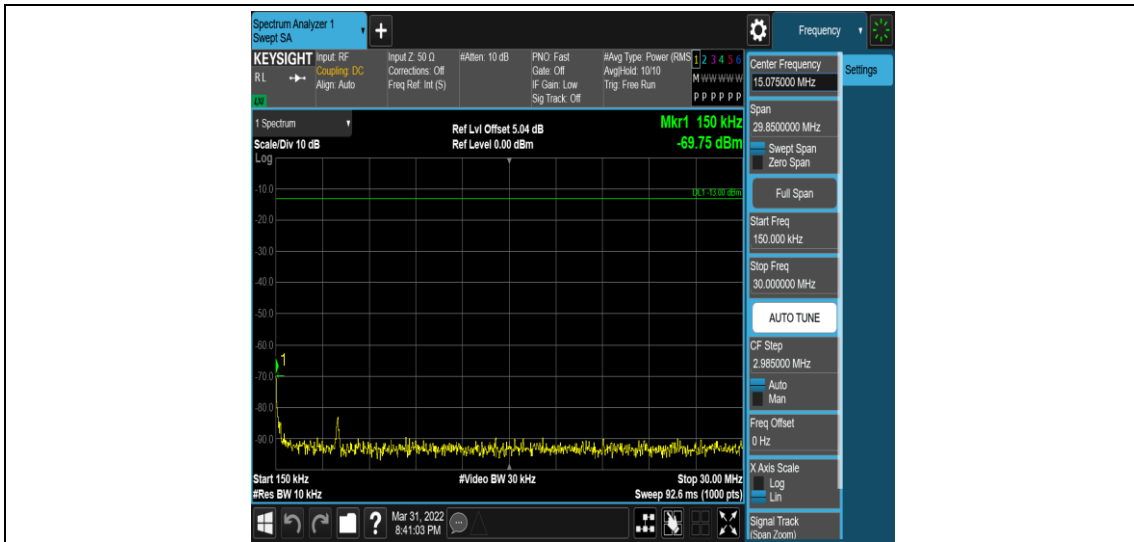 Spectrum Analyzer 1
Swept SA
+
Frequency
KEYSIGHT
RL
LXI
Input: RF
Coupling: DC
Align: Auto
Input Z: 50 Ω
Corrections: Off
Freq Ref: Int (S)
#Atten: 10 dB
PNO: Fast
Gate: Off
IF Gain: Low
Sig Track: Off
#Avg Type: Power (RMS
Avg|Hold: 10/10
Trig: Free Run
1 2 3 4 5 6
M W W W W W
P P P P P P
1 Spectrum
Scale/Div 10 dB
Log
Ref Lvl Offset 5.04 dB
Ref Level 0.00 dBm
Mkr1 150 kHz
-69.75 dBm
DL1 -13.00 dBm
-10.0
-20.0
-30.0
-40.0
-50.0
-60.0
-70.0
-80.0
-90.0
1
Start 150 kHz
#Res BW 10 kHz
#Video BW 30 kHz
Stop 30.00 MHz
Sweep 92.6 ms (1000 pts)
Center Frequency
15.075000 MHz
Settings
Span
29.8500000 MHz
Swept Span
Zero Span
Full Span
Start Freq
150.000 kHz
Stop Freq
30.000000 MHz
AUTO TUNE
CF Step
2.985000 MHz
Auto
Man
Freq Offset
0 Hz
X Axis Scale
Log
Lin
Signal Track
(Span Zoom)
?
Mar 31, 2022
8:41:03 PM